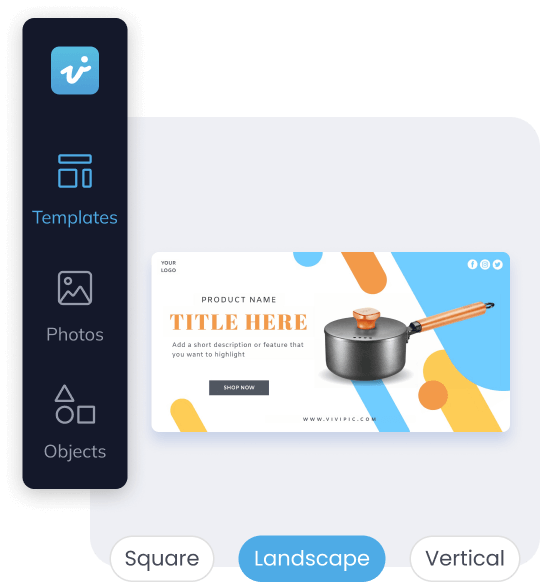 Templates
Photos
Objects
YOUR
LOGO
PRODUCT NAME
TITLE HERE
Add a short description or feature that
you want to highlight
SHOP NOW
WWW.VIVIPIC.COM
Square
Landscape
Vertical